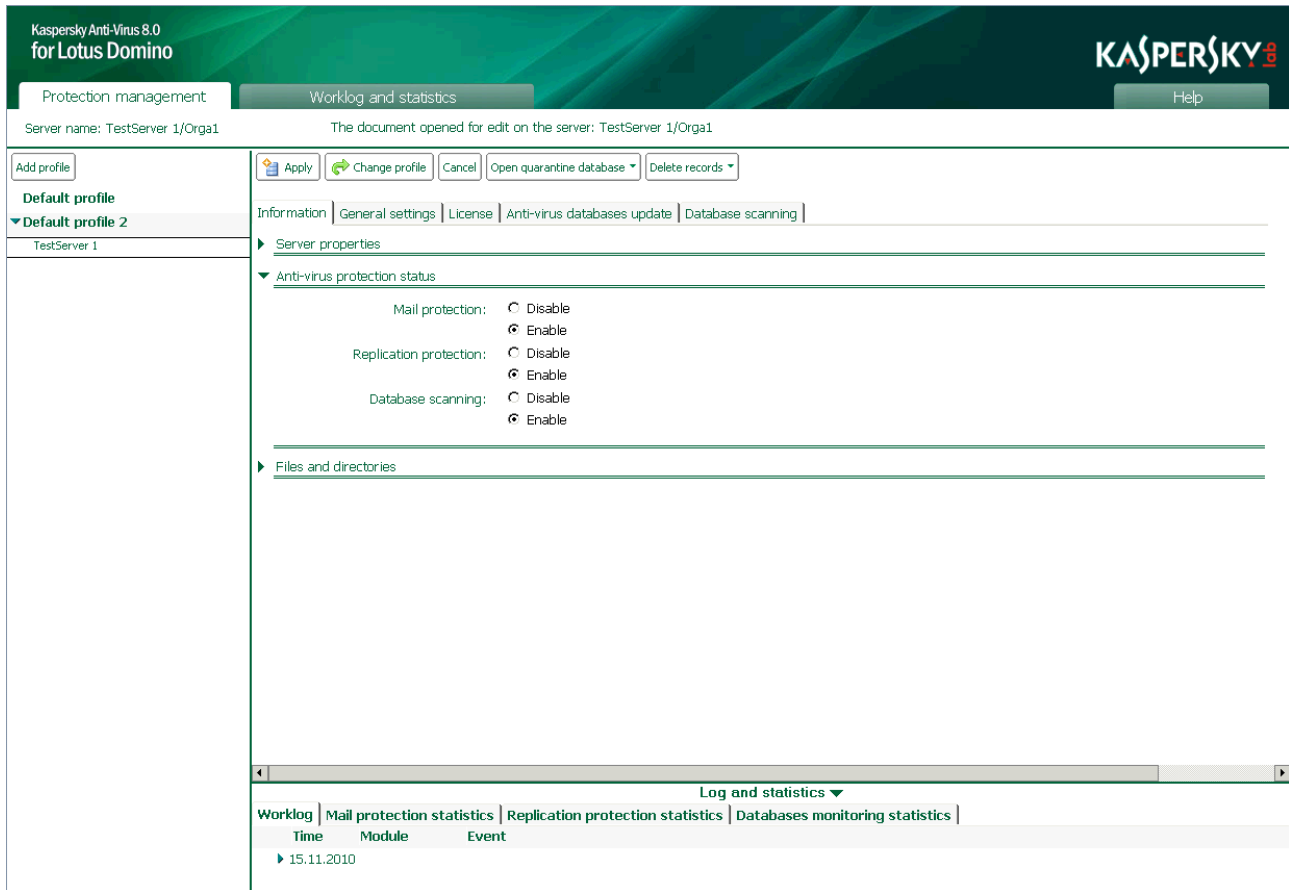 Kaspersky Anti-Virus 8.0
for Lotus Domino
KASPERSKY lab
Protection management
Worklog and statistics
Help
Server name: TestServer 1/Orga1
The document opened for edit on the server: TestServer 1/Orga1
Add profile
Apply
Change profile
Cancel
Open quarantine database
Delete records
Default profile
Default profile 2
TestServer 1
Information
General settings
License
Anti-virus databases update
Database scanning
Server properties
Anti-virus protection status
Mail protection:
Disable
Enable
Replication protection:
Disable
Enable
Database scanning:
Disable
Enable
Files and directories
Log and statistics
Worklog
Mail protection statistics
Replication protection statistics
Databases monitoring statistics
Time Module Event
15.11.2010